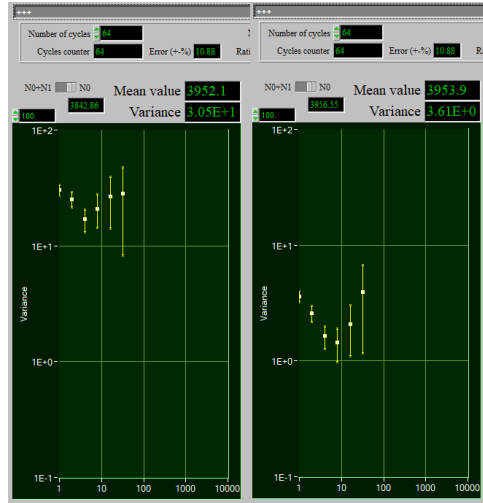 +++
Number of cycles 64 N
Cycles counter 64 Error (+-%) 10.88 Rati
N0+N1 N0 Mean value 3952.1
100. 3842.86 Variance 3.05E+1
1E+2
1E+1
1E+0
1E-1
Variance
1 10 100 1000 10000
+++
Number of cycles 64
Cycles counter 64 Error (+-%) 10.88 R
N0+N1 N0 Mean value 3953.9
100. 3956.55 Variance 3.61E+0
1E+2
1E+1
1E+0
1E-1
Variance
1 10 100 1000 10000